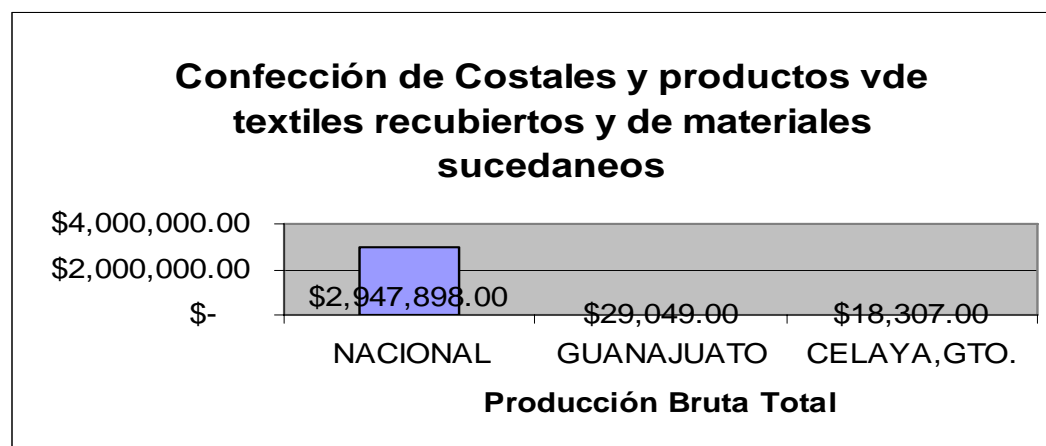 Confección de Costales y productos vde
textiles recubiertos y de materiales
sucedaneos
$4,000,000.00
$2,000,000.00
$-
$2,947,898.00
$29,049.00
$18,307.00
NACIONAL
GUANAJUATO
CELAYA,GTO.
Producción Bruta Total